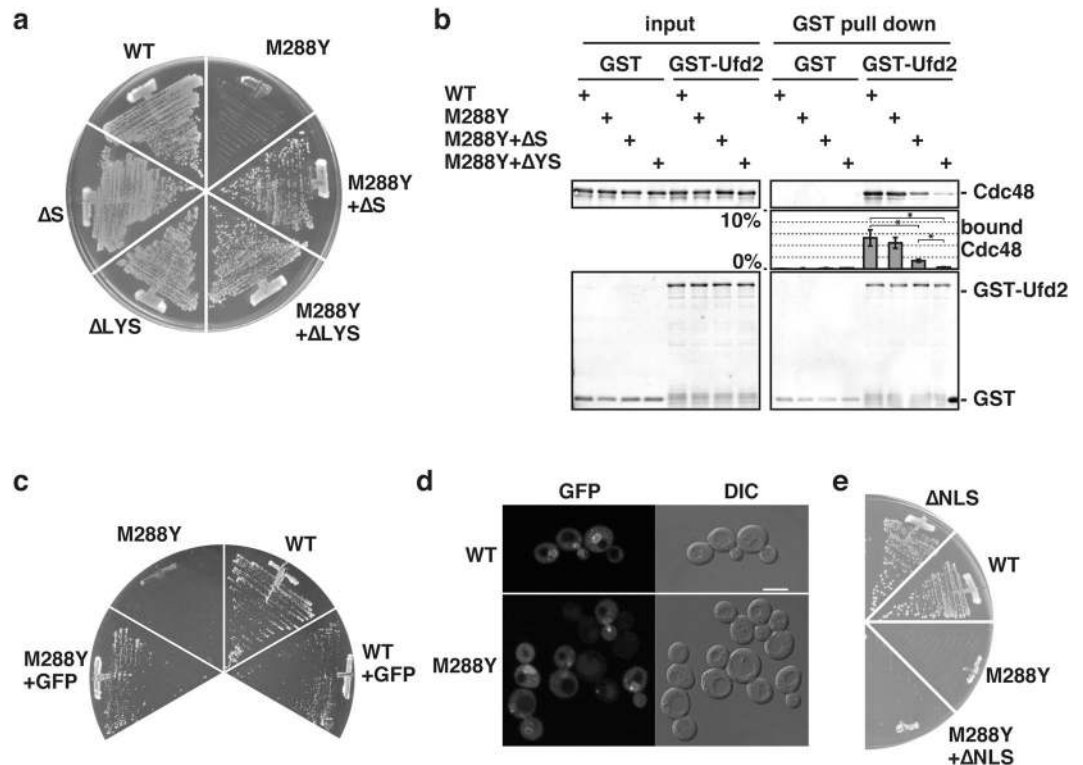 a
WT
M288Y
M288Y
+ΔS
M288Y
+ΔLYS
ΔLYS
ΔS
b
input GST pull down
GST GST-Ufd2 GST GST-Ufd2
WT + + + +
M288Y + + + +
M288Y+ΔS + + + +
M288Y+ΔYS + + + +
- Cdc48
10%
0%
* * *
bound
Cdc48
- GST-Ufd2
- GST
c
M288Y
WT
M288Y
+GFP
WT
+GFP
d
GFP DIC
WT
M288Y
e
ΔNLS
WT
M288Y
M288Y
+ΔNLS